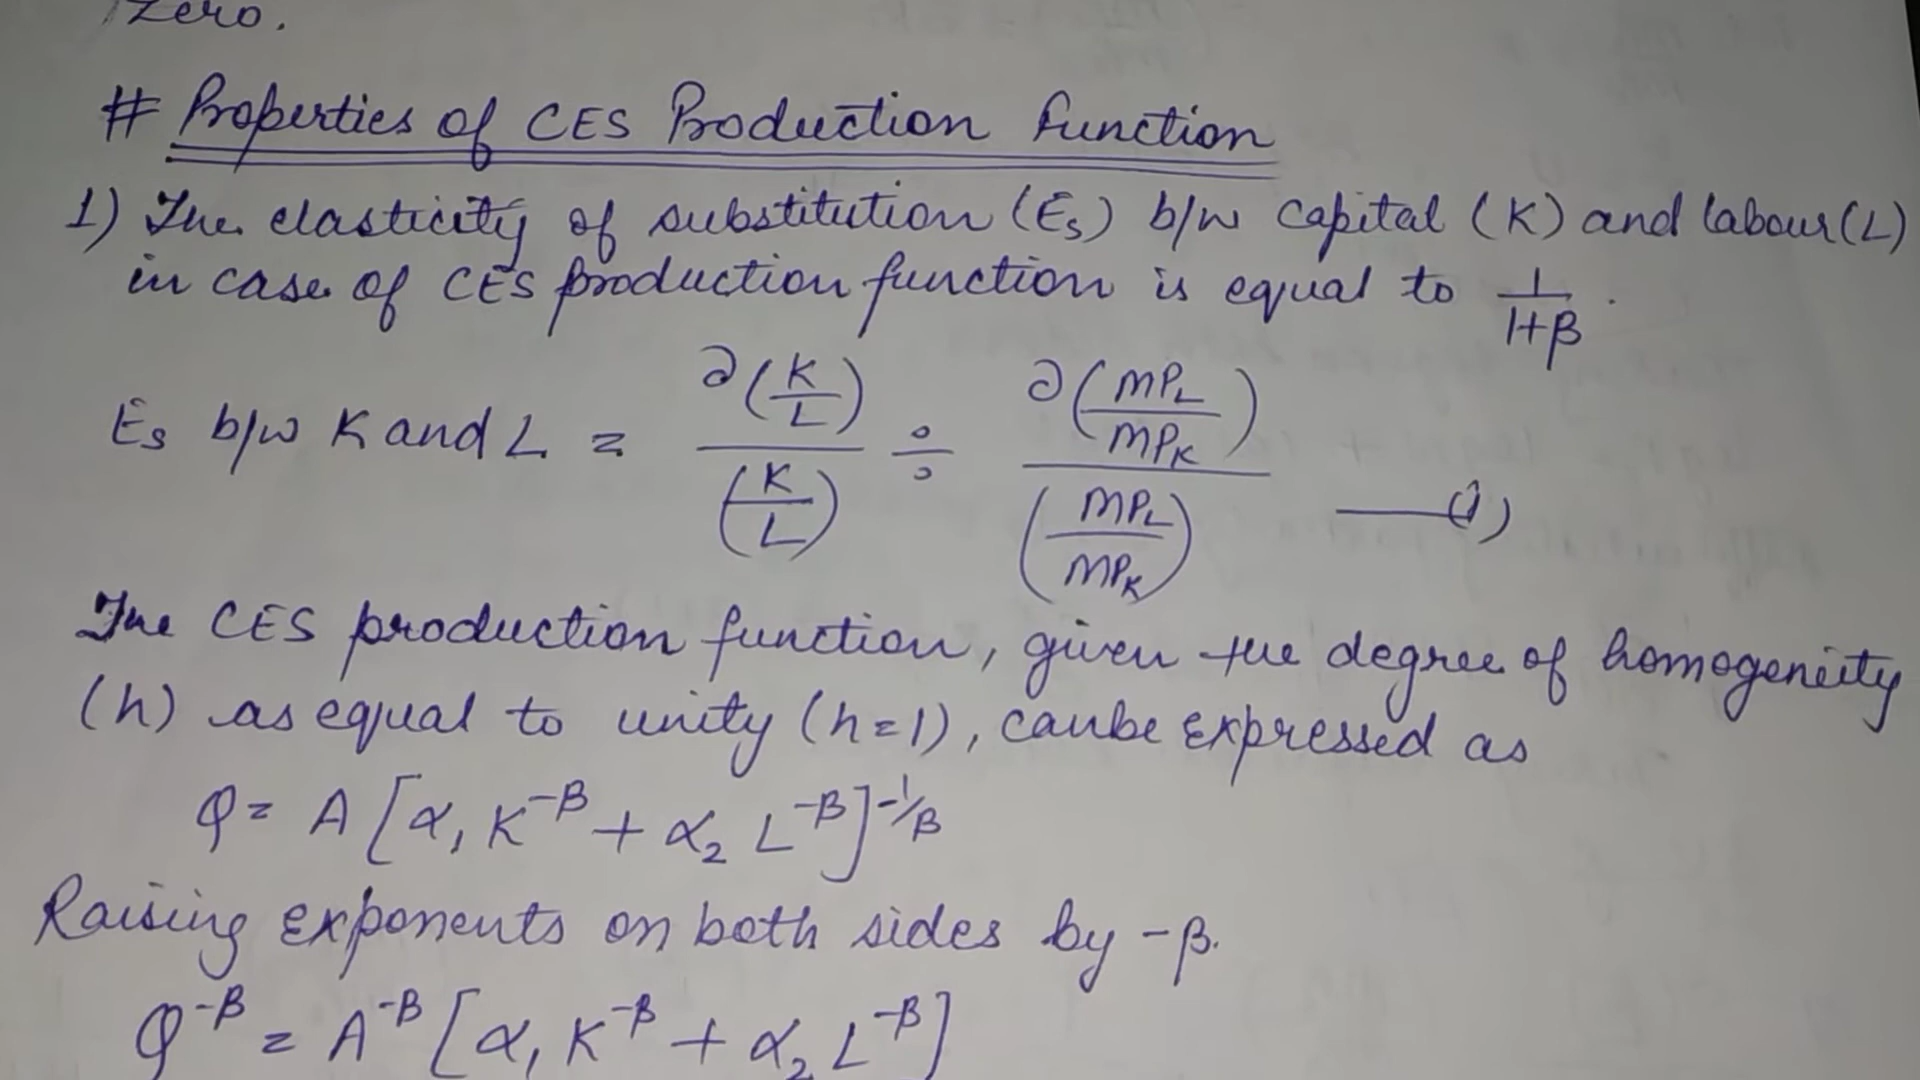 zero.
# Properties of CES Production Function
1) The elasticity of substitution (Es) b/w capital (K) and labour (L)
in case of CES production function is equal to 1/(1+β).
Es b/w K and L = ∂(K/L)/(K/L) ÷ ∂(MPL/MPK)/(MPL/MPK) —(1)
The CES production function, given the degree of homogeneity
(h) as equal to unity (h=1), can be expressed as
Q = A [α₁ K^-β + α₂ L^-β]^-1/β
Raising exponents on both sides by -β.
Q^-β = A^-β [α₁ K^-β + α₂ L^-β]